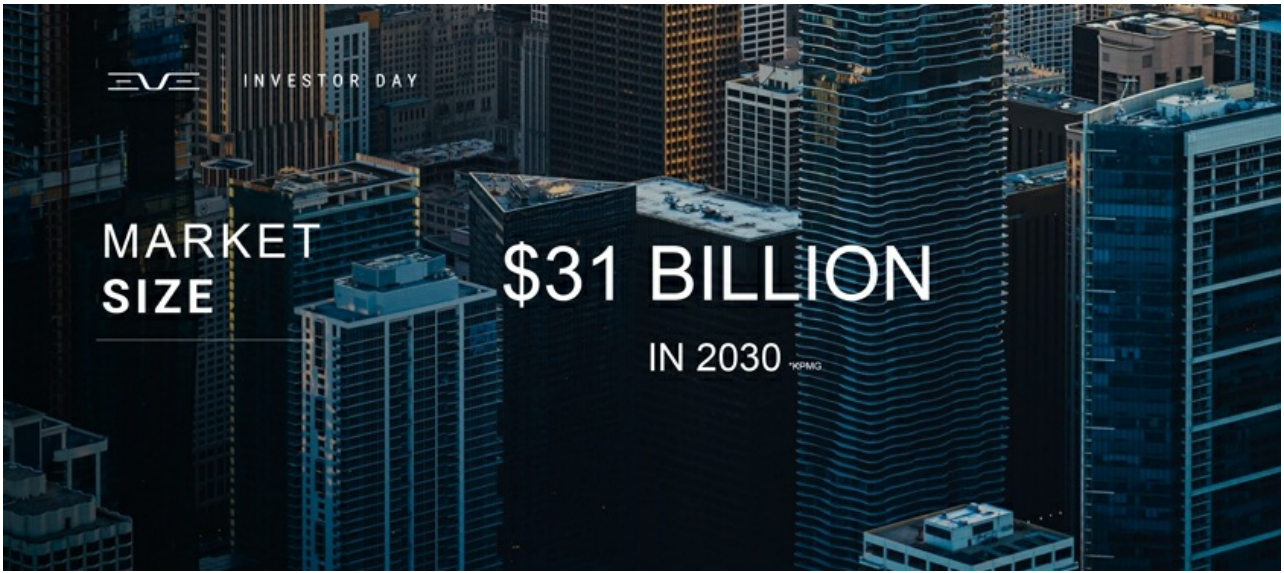 EVE | INVESTOR DAY
MARKET
SIZE
$31 BILLION
IN 2030 *KPMG